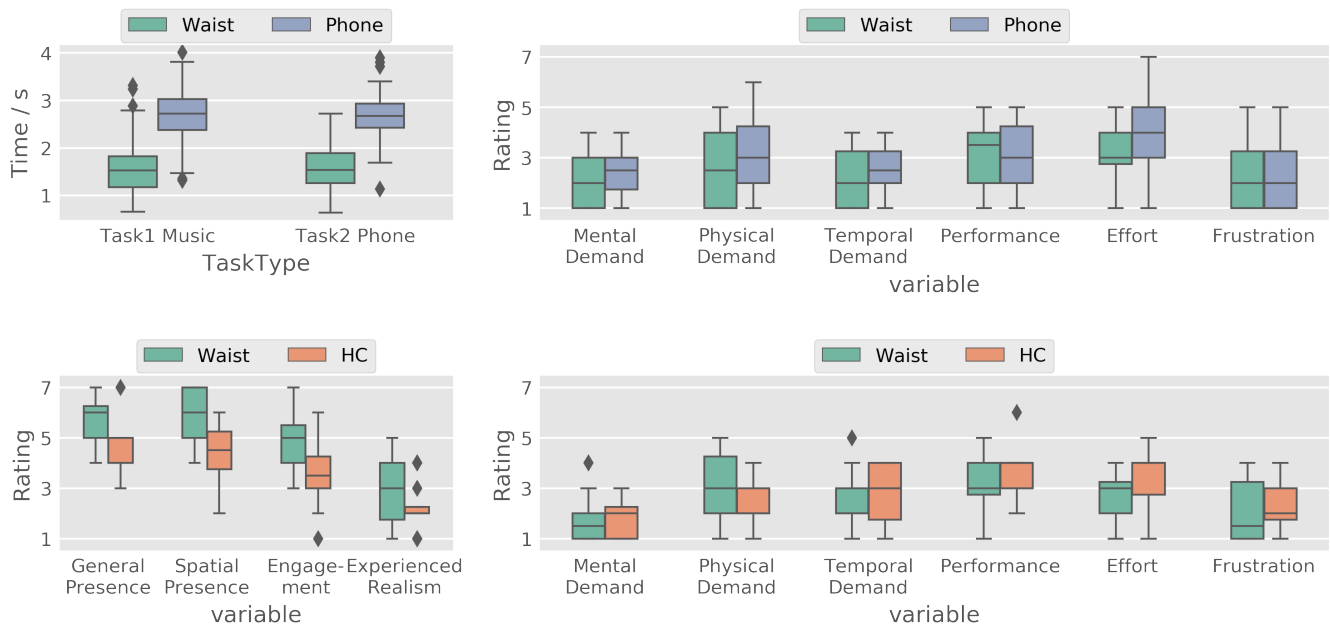 Waist Phone
4
3
2
1
Time / s
Task1 Music Task2 Phone
TaskType
Waist Phone
7
5
3
1
Rating
Mental Physical Temporal Performance Effort Frustration
Demand Demand Demand
variable
Waist HC
7
5
3
1
Rating
General Spatial Engage- Experienced
Presence Presence ment Realism
variable
Waist HC
7
5
3
1
Rating
Mental Physical Temporal Performance Effort Frustration
Demand Demand Demand
variable